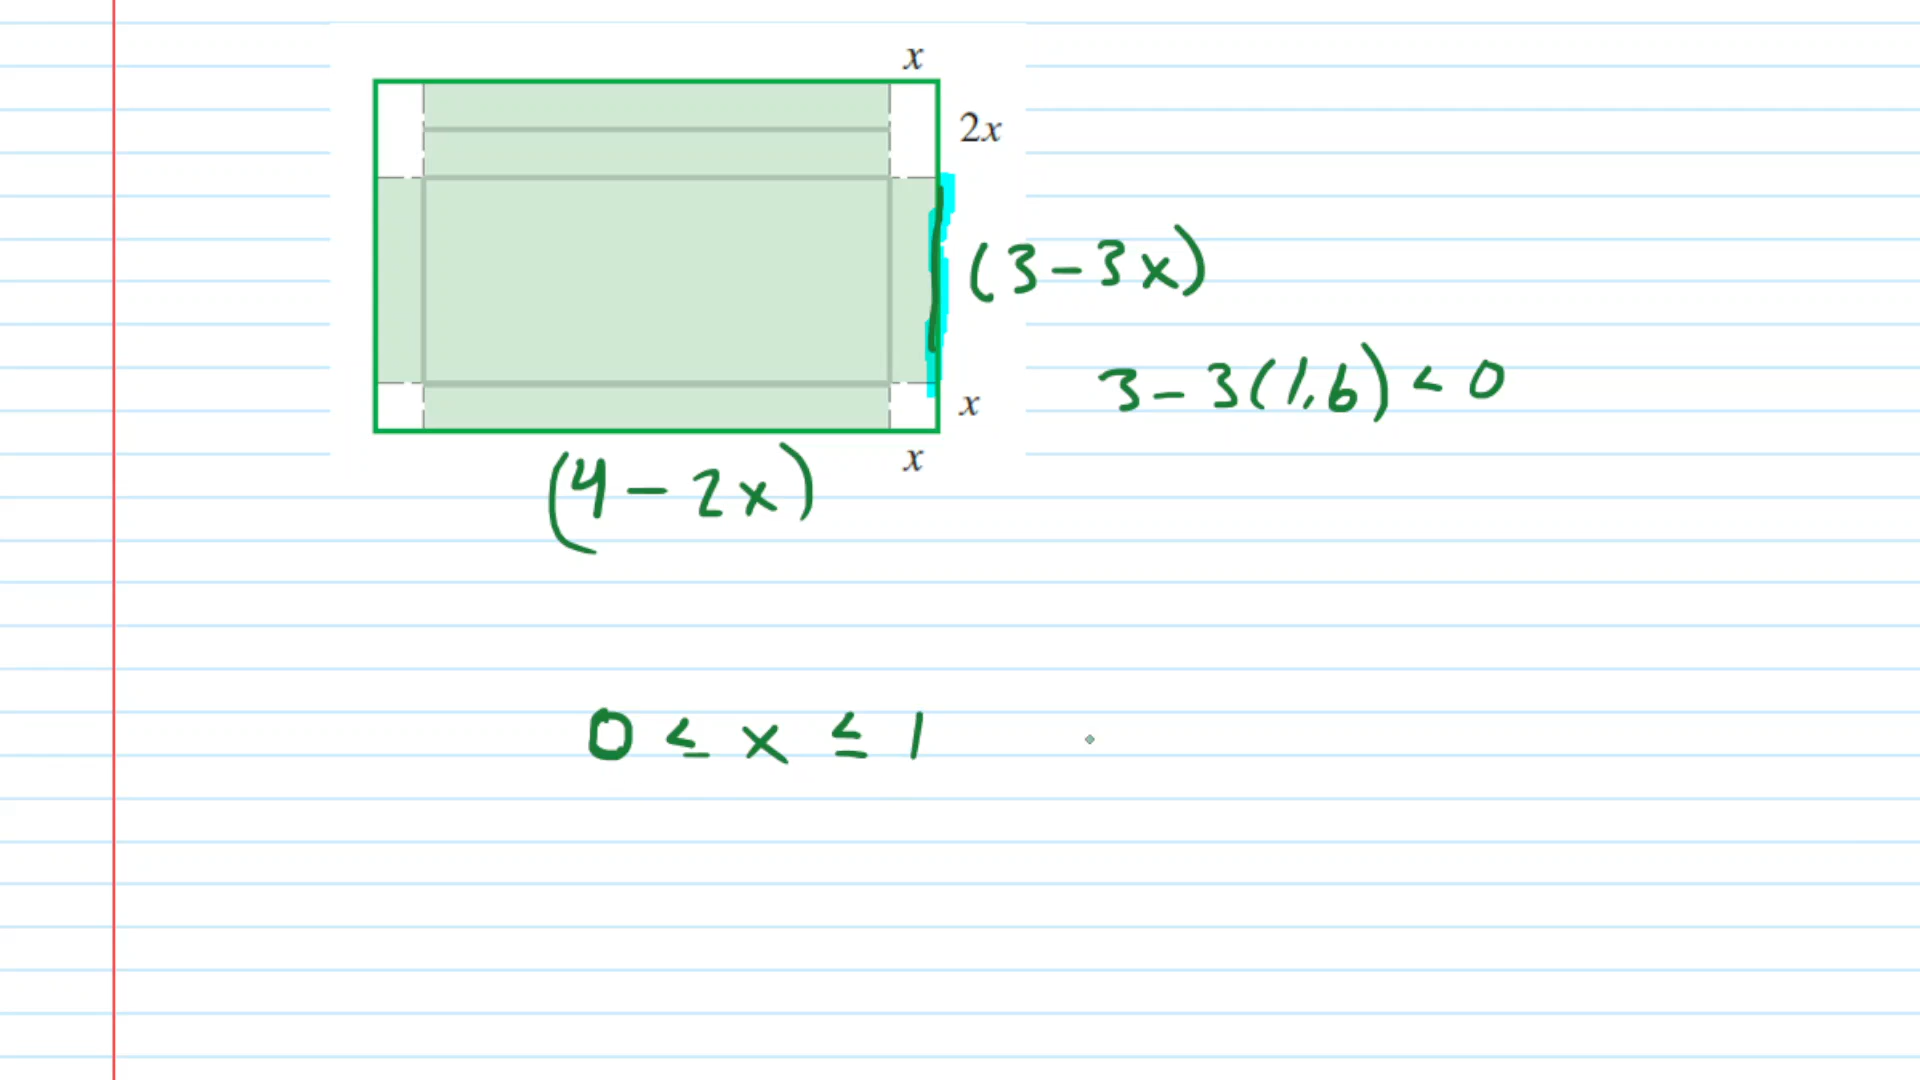 x
2x
(3-3x)
3-3(1,6) < 0
x
x
(4-2x)
0 ≤ x ≤ 1